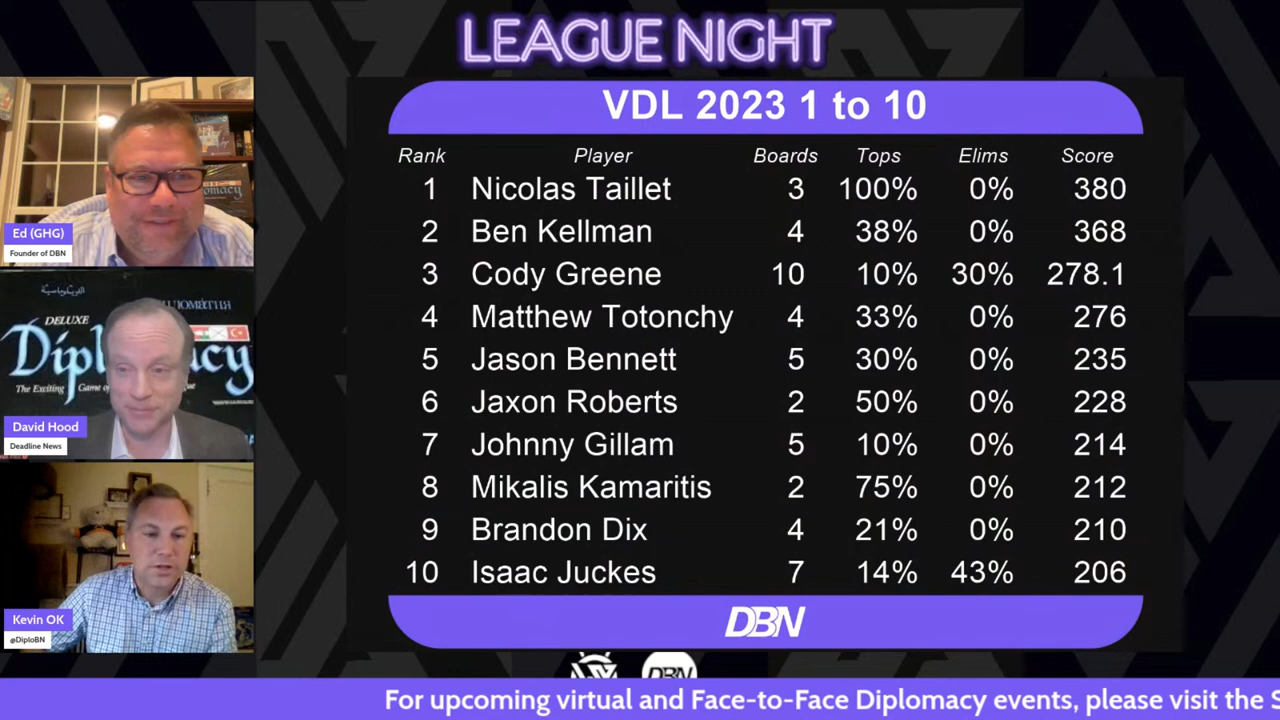 LEAGUE NIGHT
VDL 2023 1 to 10
Rank Player Boards Tops Elims Score
1 Nicolas Taillet 3 100% 0% 380
2 Ben Kellman 4 38% 0% 368
3 Cody Greene 10 10% 30% 278.1
4 Matthew Totonchy 4 33% 0% 276
5 Jason Bennett 5 30% 0% 235
6 Jaxon Roberts 2 50% 0% 228
7 Johnny Gillam 5 10% 0% 214
8 Mikalis Kamaritis 2 75% 0% 212
9 Brandon Dix 4 21% 0% 210
10 Isaac Juckes 7 14% 43% 206
DBN
Ed (GHG)
Founder of DBN
DELUXE
Dipl macy
The Exciting Game of
David Hood
Deadline News
Kevin OK
@DiploBN
DBN
For upcoming virtual and Face-to-Face Diplomacy events, please visit the S